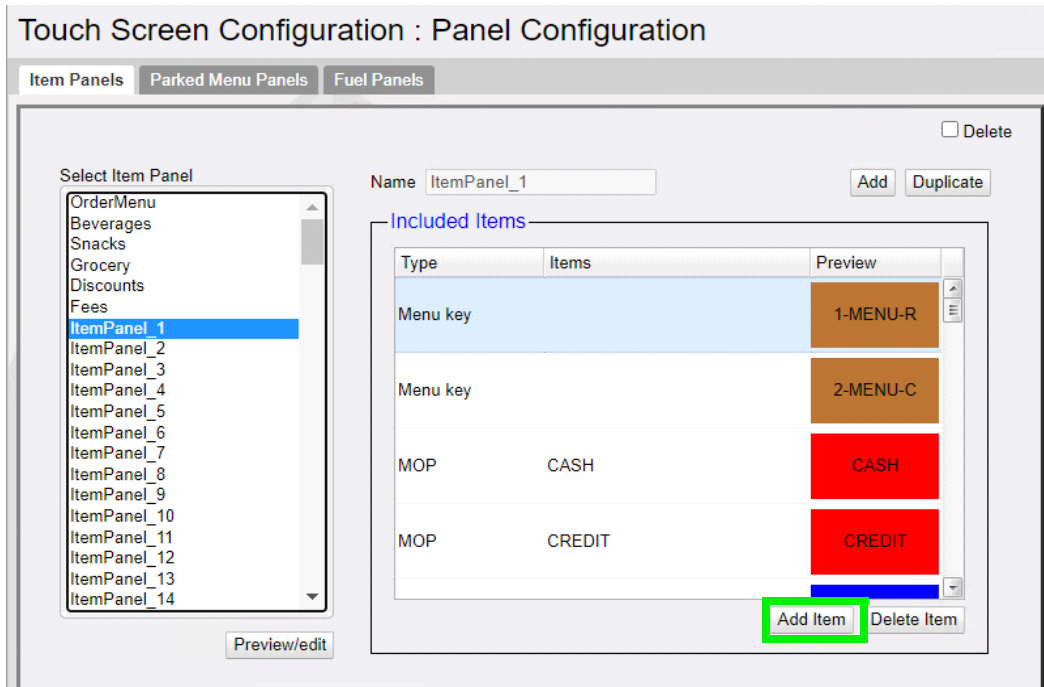 Touch Screen Configuration : Panel Configuration
Item Panels Parked Menu Panels Fuel Panels
Delete
Select Item Panel
OrderMenu
Beverages
Snacks
Grocery
Discounts
Fees
ItemPanel_1
ItemPanel_2
ItemPanel_3
ItemPanel_4
ItemPanel_5
ItemPanel_6
ItemPanel_7
ItemPanel_8
ItemPanel_9
ItemPanel_10
ItemPanel_11
ItemPanel_12
ItemPanel_13
ItemPanel_14
Preview/edit
Name ItemPanel_1 Add Duplicate
Included Items
Type Items Preview
Menu key 1-MENU-R
Menu key 2-MENU-C
MOP CASH CASH
MOP CREDIT CREDIT
Add Item Delete Item